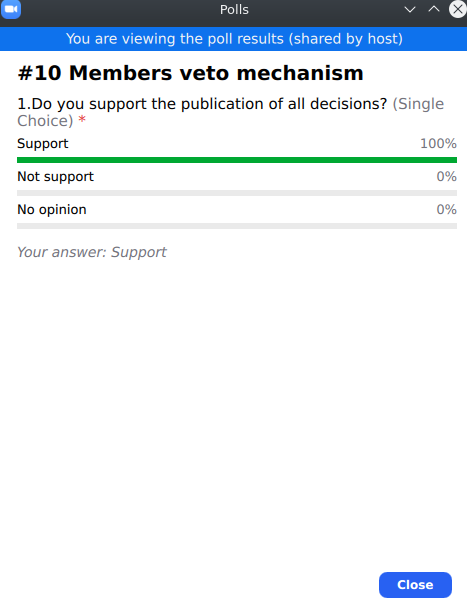 Polls
You are viewing the poll results (shared by host)
#10 Members veto mechanism
1.Do you support the publication of all decisions? (Single
Choice) *
Support 100%
Not support 0%
No opinion 0%
Your answer: Support
Close